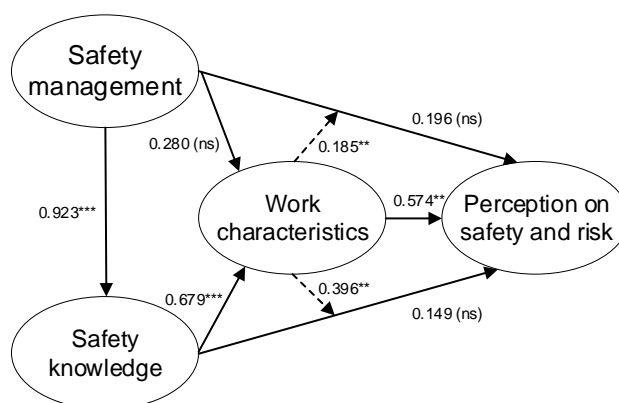 Safety
management
0.196 (ns)
0.280 (ns)
0.185**
Work
characteristics
0.574**
Perception on
safety and risk
0.923***
0.679***
0.396**
0.149 (ns)
Safety
knowledge